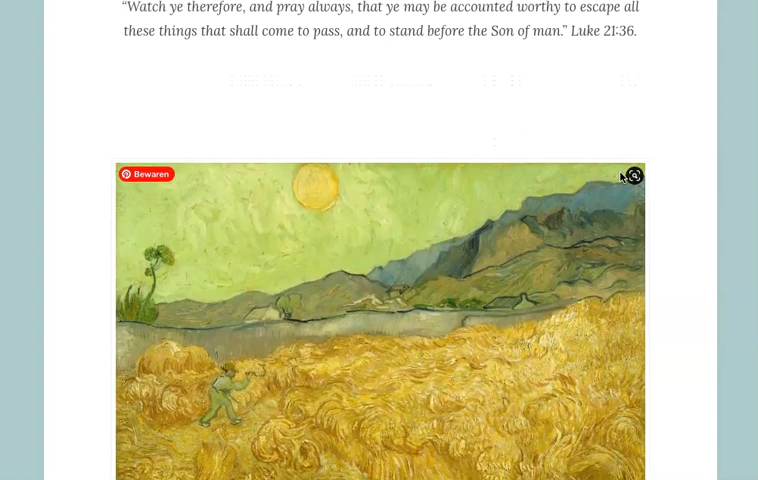 “Watch ye therefore, and pray always, that ye may be accounted worthy to escape all
these things that shall come to pass, and to stand before the Son of man.” Luke 21:36.
Bewaren